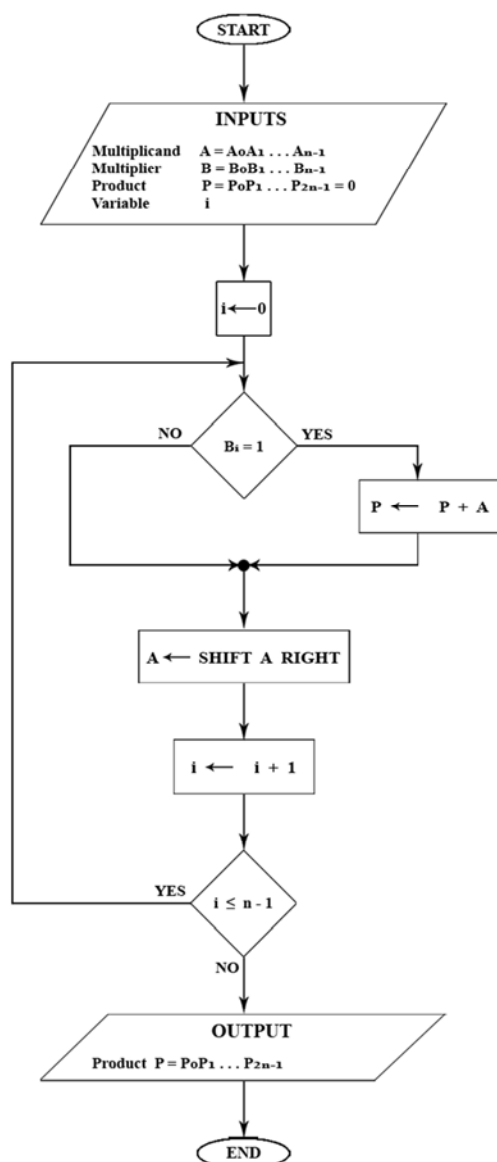 START
INPUTS
Multiplicand A = A₀A₁ . . . Aₙ₋₁
Multiplier B = B₀B₁ . . . Bₙ₋₁
Product P = P₀P₁ . . . P₂ₙ₋₁ = 0
Variable i
i ← 0
Bᵢ = 1
NO
YES
P ← P + A
A ← SHIFT A RIGHT
i ← i + 1
YES
i ≤ n - 1
NO
OUTPUT
Product P = P₀P₁ . . . P₂ₙ₋₁
END